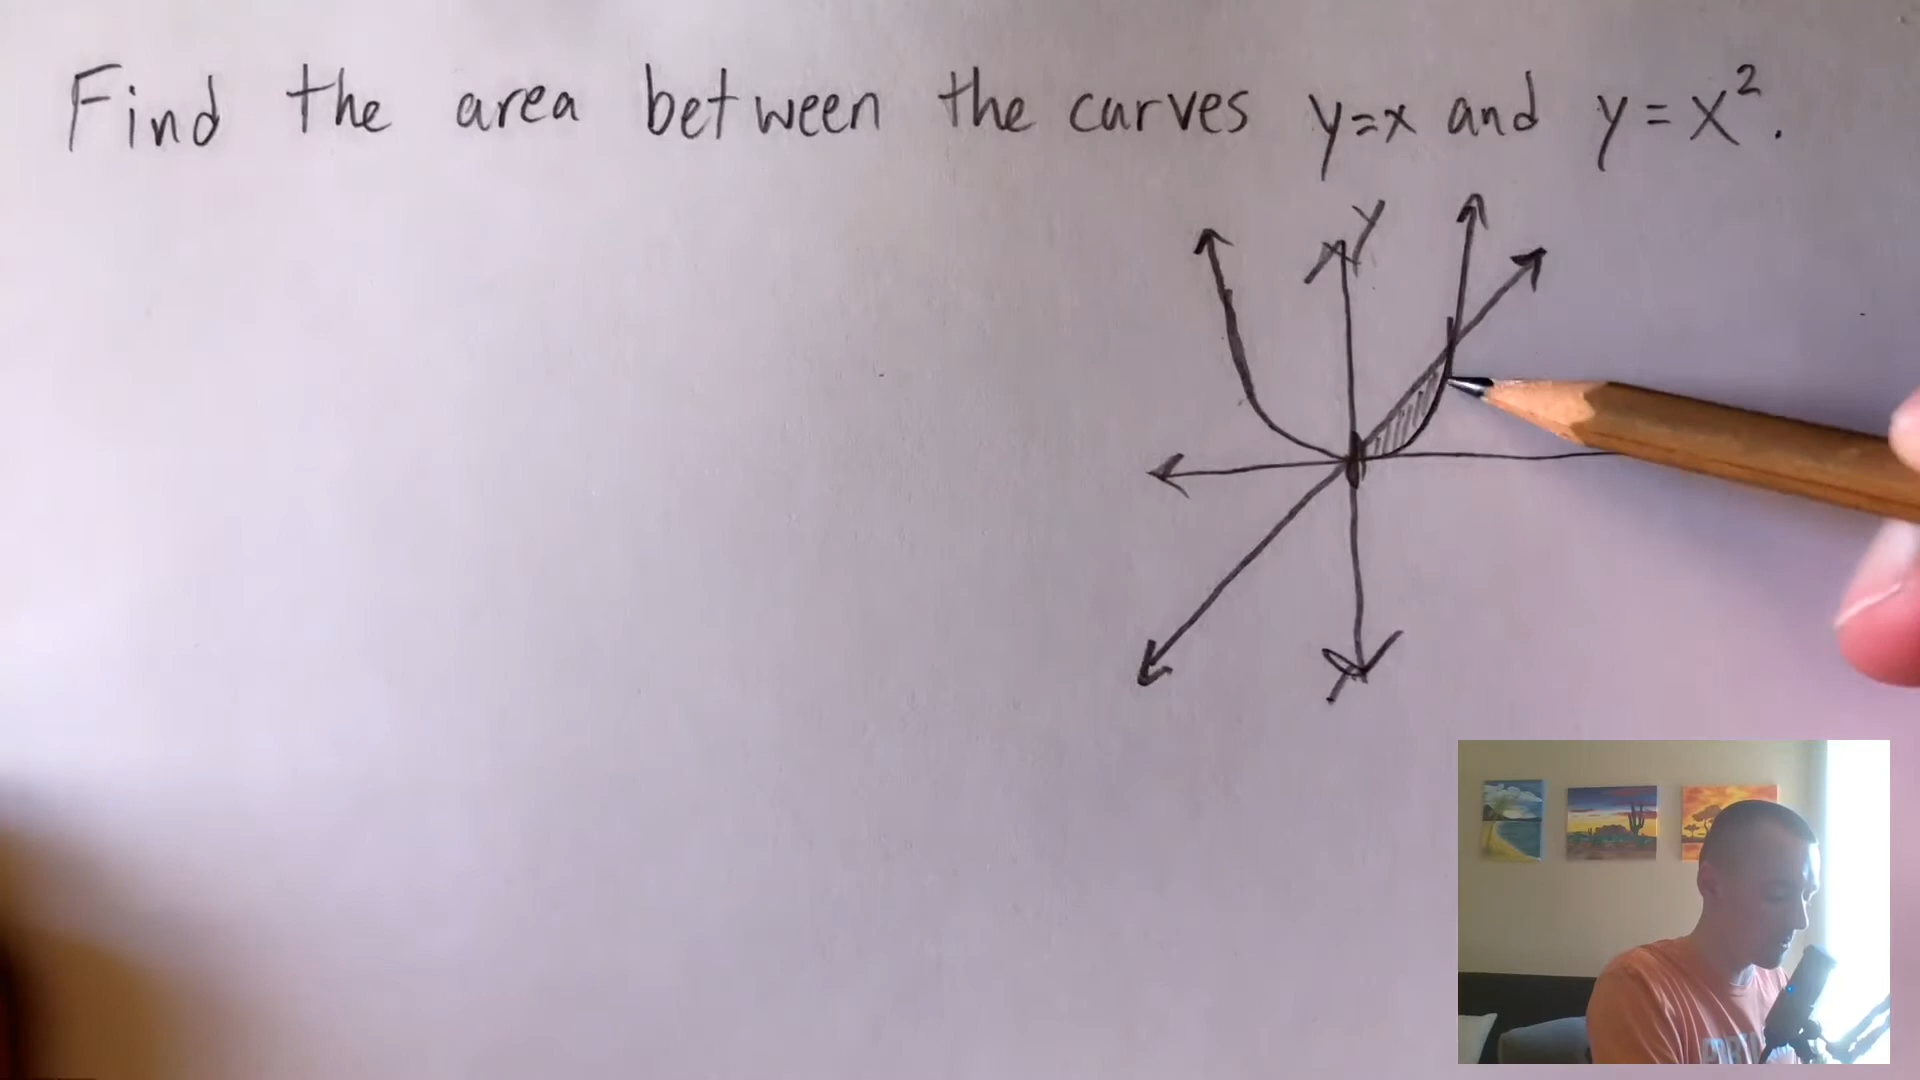 Find the area between the curves y=x and y=x².
y